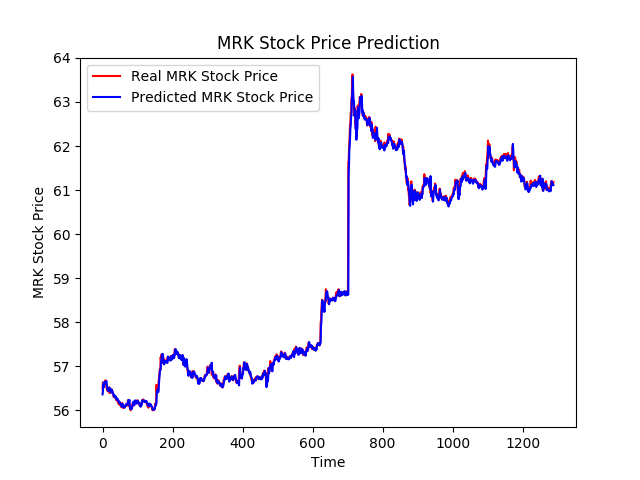 MRK Stock Price Prediction
Real MRK Stock Price
Predicted MRK Stock Price
MRK Stock Price
64
63
62
61
60
59
58
57
56
0 200 400 600 800 1000 1200
Time